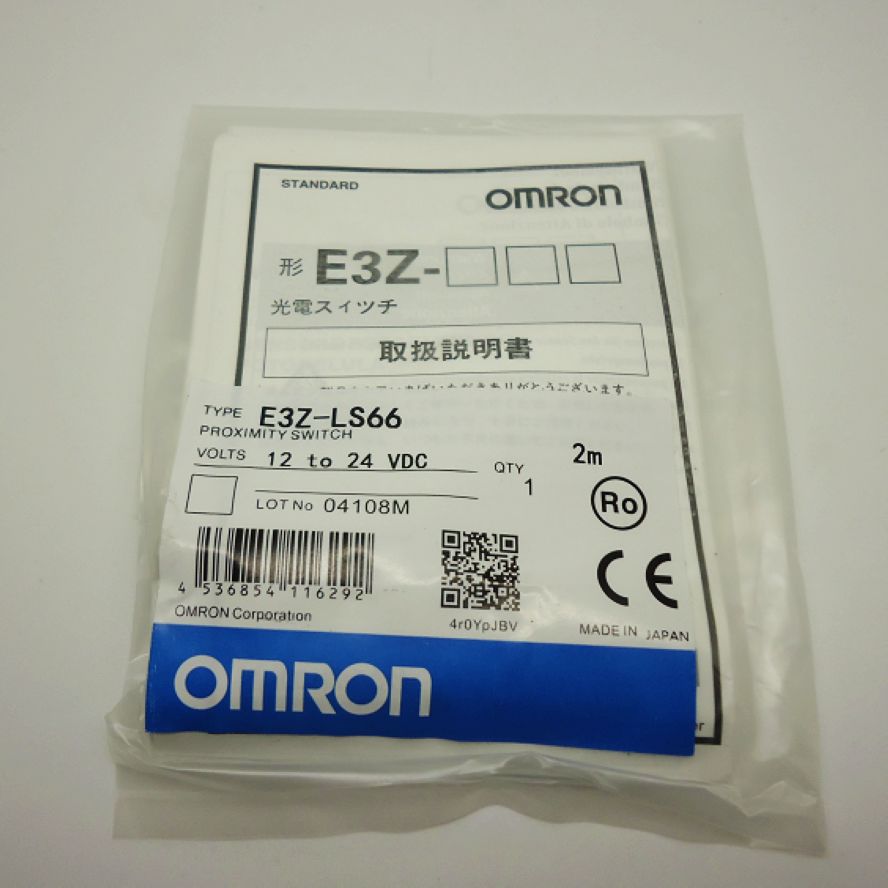 STANDARD
OMRON
形 E3Z-□□□
光電スイッチ
取扱説明書
TYPE E3Z-LS66
PROXIMITY SWITCH
VOLTS 12 to 24 VDC
QTY 1
2m
LOT No 04108M
Ro
4 536854 116292
4r0YpJBV
CE
OMRON Corporation
MADE IN JAPAN
OMRON